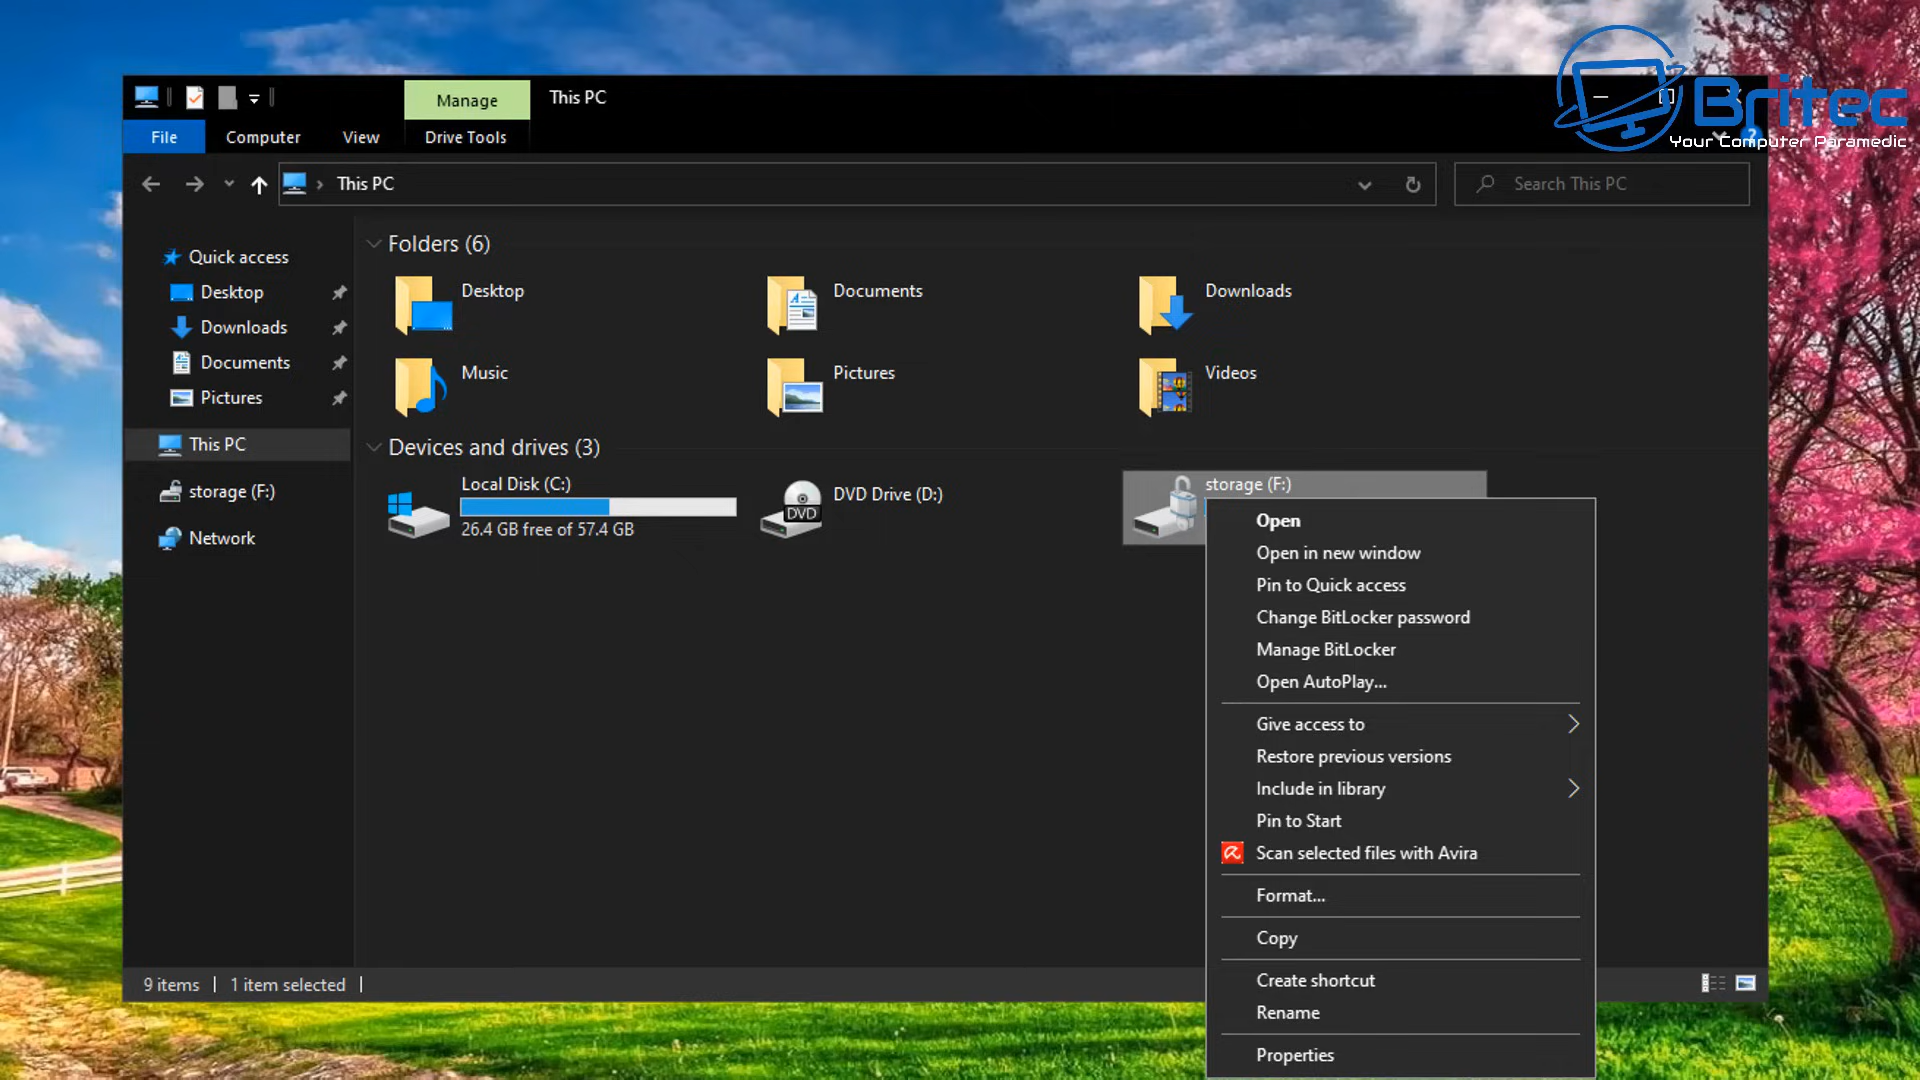 Manage
This PC
File
Computer
View
Drive Tools
Britec
Your Computer Paramedic
?
This PC
Search This PC
Quick access
Desktop
Downloads
Documents
Pictures
This PC
storage (F:)
Network
Folders (6)
Desktop
Documents
Downloads
Music
Pictures
Videos
Devices and drives (3)
Local Disk (C:)
26.4 GB free of 57.4 GB
DVD
DVD Drive (D:)
storage (F:)
Open
Open in new window
Pin to Quick access
Change BitLocker password
Manage BitLocker
Open AutoPlay...
Give access to
Restore previous versions
Include in library
Pin to Start
Scan selected files with Avira
Format...
Copy
Create shortcut
Rename
Properties
9 items
1 item selected